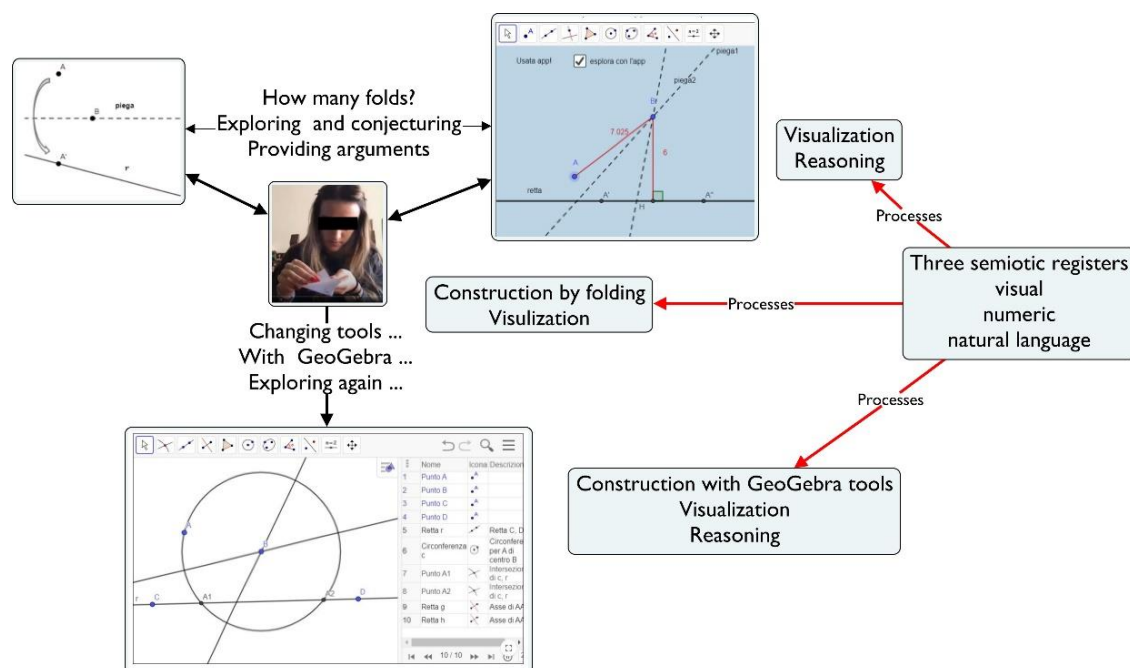 A
piega
B
A'
r
How many folds?
Exploring and conjecturing
Providing arguments
Usata app1
esplora con l'app
piega1
piega2
B
7.025
A
6
retta
A'
H
A''
Visualization
Reasoning
Processes
Three semiotic registers
visual
numeric
natural language
Processes
Construction by folding
Visulization
Processes
Construction with GeoGebra tools
Visualization
Reasoning
Changing tools ...
With GeoGebra ...
Exploring again ...
A
B
r
C
A1
A2
D
Nome Icona Descrizion
1 Punto A
2 Punto B
3 Punto C
4 Punto D
5 Retta r Retta C, D
6 Circonferenza c Circonfere
per A di
centro B
7 Punto A1 Intersezion
di c, r
8 Punto A2 Intersezion
di c, r
9 Retta g Asse di AA
10 Retta h Asse di AA
10 / 10